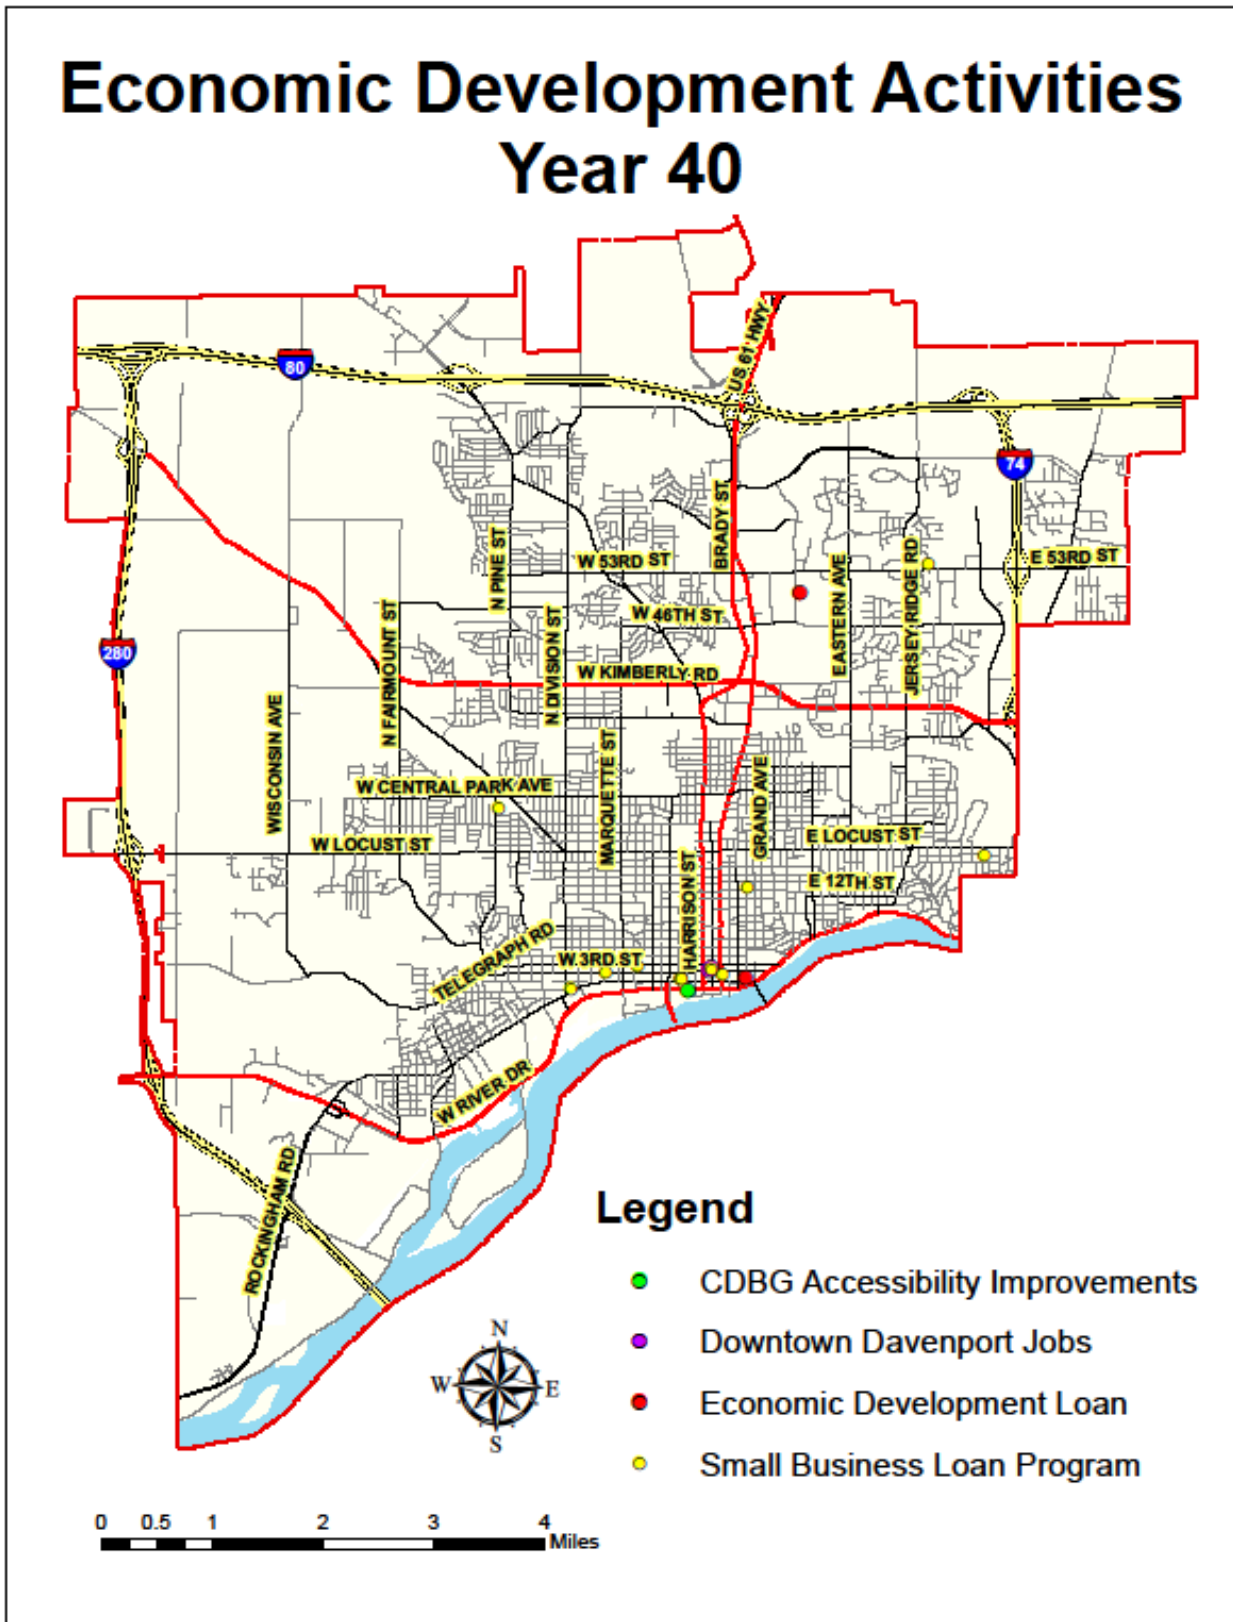 Economic Development Activities
Year 40
US 61 HWY
80
74
BRADY ST
N PINE ST
W 53RD ST
E 53RD ST
EASTERN AVE
JERSEY RIDGE RD
W 46TH ST
N FAIRMOUNT ST
N DIVISION ST
280
W KIMBERLY RD
WISCONSIN AVE
MARQUETTE ST
GRAND AVE
W CENTRAL PARK AVE
W LOCUST ST
E LOCUST ST
HARRISON ST
E 12TH ST
TELEGRAPH RD
W 3RD ST
W RIVER DR
ROCKINGHAM RD
Legend
CDBG Accessibility Improvements
Downtown Davenport Jobs
Economic Development Loan
Small Business Loan Program
N
W E
S
0 0.5 1 2 3 4
Miles